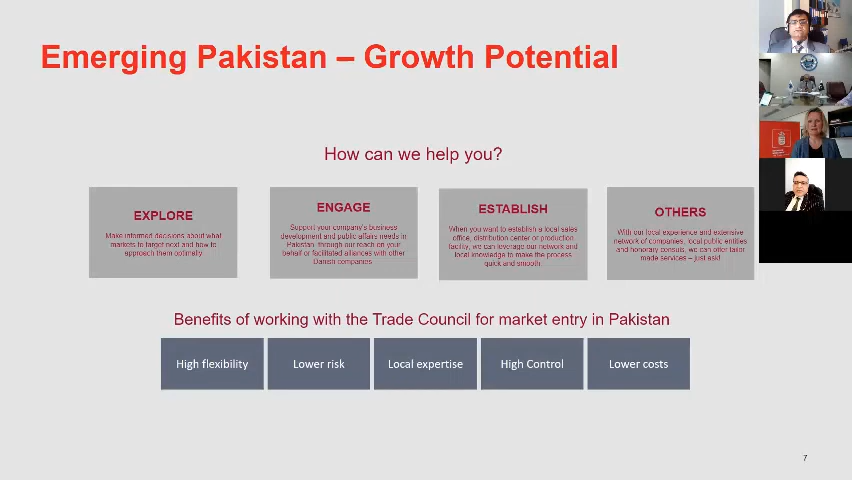 Emerging Pakistan – Growth Potential
How can we help you?
EXPLORE
Make informed decisions about what
markets to target next and how to
approach them optimally
ENGAGE
Support your company's business
development and public affairs needs in
Pakistan, through our reach on your
behalf or facilitated alliances with other
Danish companies
ESTABLISH
When you want to establish a local sales
office, distribution center or production
facility, we can leverage our network and
local knowledge to make the process
quick and smooth
OTHERS
With our local experience and extensive
network of companies, local public entities
and honorary consuls, we can offer tailor
made services – just ask!
Benefits of working with the Trade Council for market entry in Pakistan
High flexibility
Lower risk
Local expertise
High Control
Lower costs
7